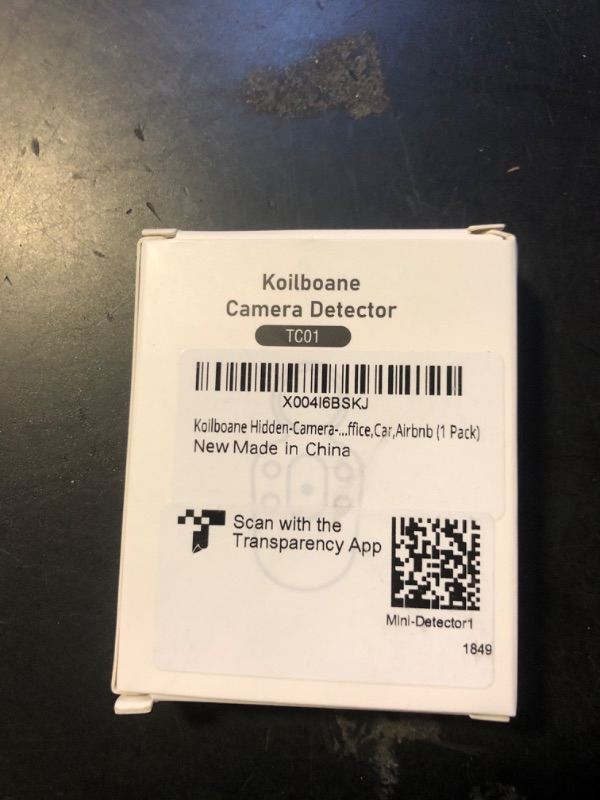 Koilboane
Camera Detector
TC01
X004I6BSKJ
Koilboane Hidden-Camera-...ffice,Car,Airbnb (1 Pack)
New Made in China
Scan with the
Transparency App
Mini-Detector1
1849